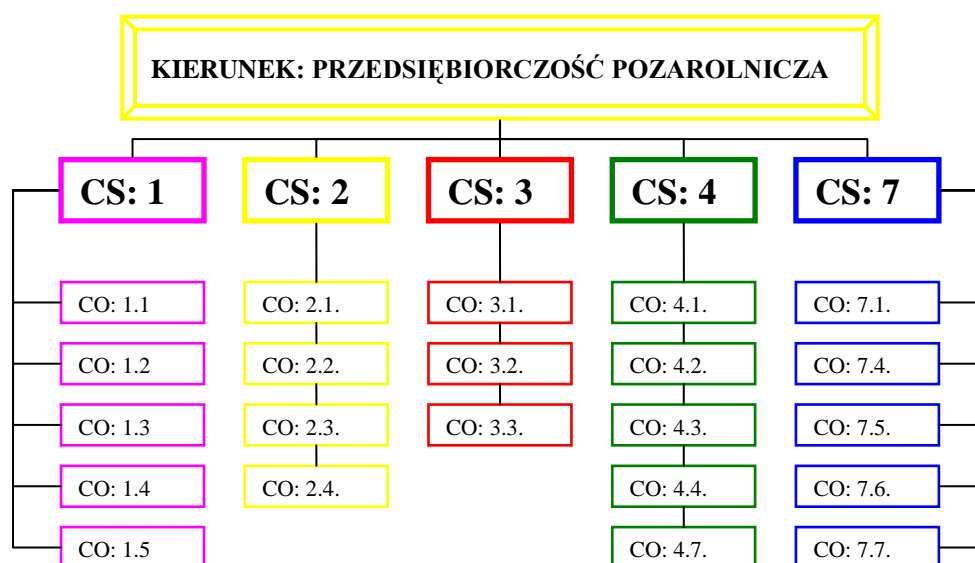 KIERUNEK: PRZEDSIĘBIORCZOŚĆ POZAROLNICZA
CS: 1 CS: 2 CS: 3 CS: 4 CS: 7
CO: 1.1 CO: 2.1. CO: 3.1. CO: 4.1. CO: 7.1.
CO: 1.2 CO: 2.2. CO: 3.2. CO: 4.2. CO: 7.4.
CO: 1.3 CO: 2.3. CO: 3.3. CO: 4.3. CO: 7.5.
CO: 1.4 CO: 2.4. CO: 4.4. CO: 7.6.
CO: 1.5 CO: 4.7. CO: 7.7.